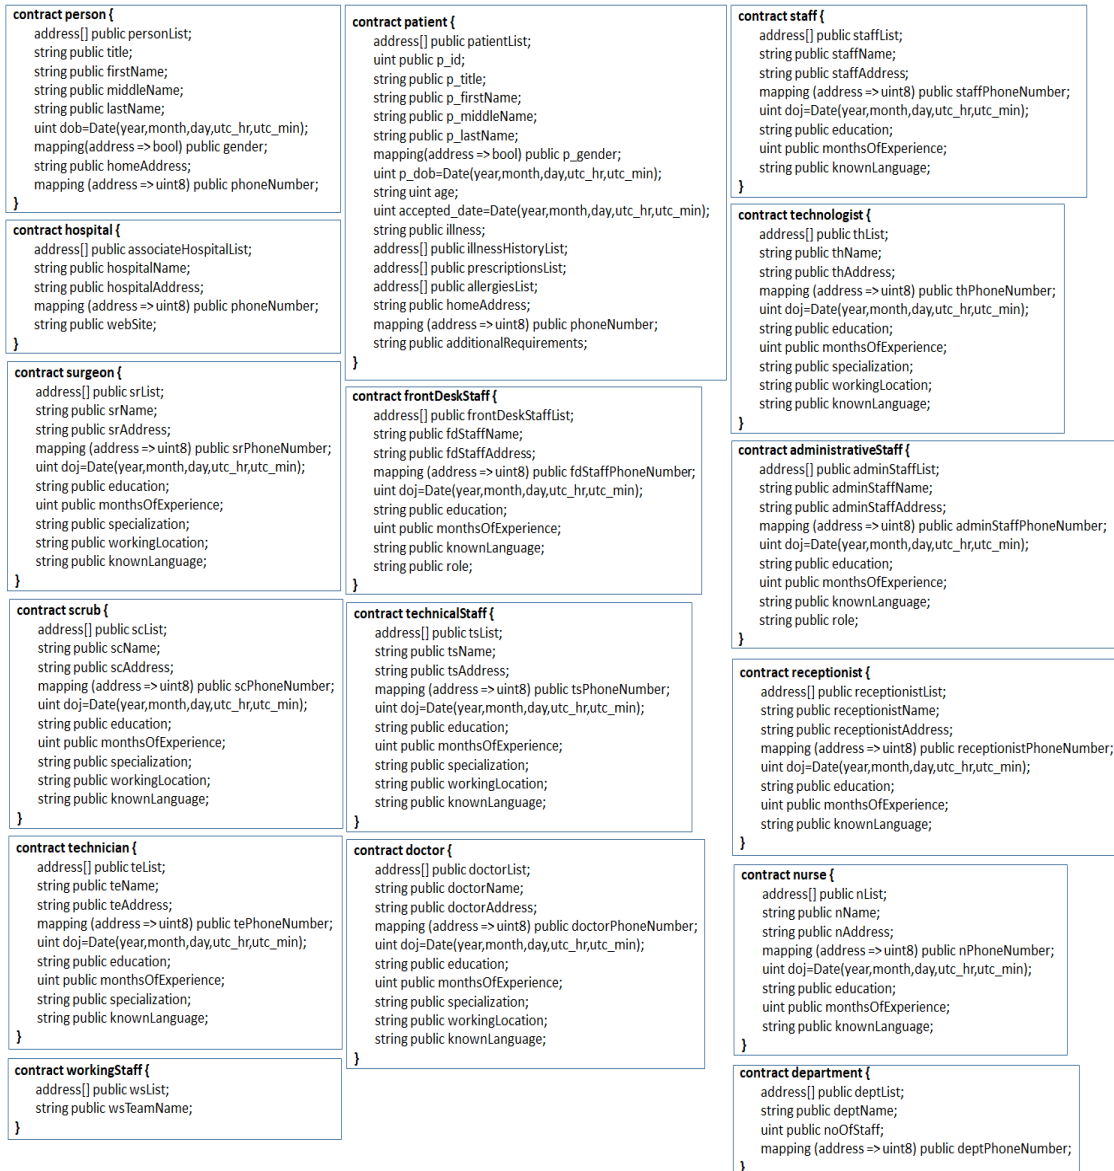 contract person {
address[] public personList;
string public title;
string public firstName;
string public middleName;
string public lastName;
uint dob=Date(year,month,day,utc_hr,utc_min);
mapping(address => bool) public gender;
string public homeAddress;
mapping (address => uint8) public phoneNumber;
}
contract hospital {
address[] public associateHospitalList;
string public hospitalName;
string public hospitalAddress;
mapping (address => uint8) public phoneNumber;
string public webSite;
}
contract surgeon {
address[] public srList;
string public srName;
string public srAddress;
mapping (address => uint8) public srPhoneNumber;
uint doj=Date(year,month,day,utc_hr,utc_min);
string public education;
uint public monthsOfExperience;
string public specialization;
string public workingLocation;
string public knownLanguage;
}
contract scrub {
address[] public scList;
string public scName;
string public scAddress;
mapping (address => uint8) public scPhoneNumber;
uint doj=Date(year,month,day,utc_hr,utc_min);
string public education;
uint public monthsOfExperience;
string public specialization;
string public workingLocation;
string public knownLanguage;
}
contract technician {
address[] public teList;
string public teName;
string public teAddress;
mapping (address => uint8) public tePhoneNumber;
uint doj=Date(year,month,day,utc_hr,utc_min);
string public education;
uint public monthsOfExperience;
string public specialization;
string public knownLanguage;
}
contract workingStaff {
address[] public wsList;
string public wsTeamName;
}
contract patient {
address[] public patientList;
uint public p_id;
string public p_title;
string public p_firstName;
string public p_middleName;
string public p_lastName;
mapping(address => bool) public p_gender;
uint p_dob=Date(year,month,day,utc_hr,utc_min);
string uint age;
uint accepted_date=Date(year,month,day,utc_hr,utc_min);
string public illness;
address[] public illnessHistoryList;
address[] public prescriptionsList;
address[] public allergiesList;
string public homeAddress;
mapping (address => uint8) public phoneNumber;
string public additionalRequirements;
}
contract frontDeskStaff {
address[] public frontDeskStaffList;
string public fdStaffName;
string public fdStaffAddress;
mapping (address => uint8) public fdStaffPhoneNumber;
uint doj=Date(year,month,day,utc_hr,utc_min);
string public education;
uint public monthsOfExperience;
string public knownLanguage;
string public role;
}
contract technicalStaff {
address[] public tsList;
string public tsName;
string public tsAddress;
mapping (address => uint8) public tsPhoneNumber;
uint doj=Date(year,month,day,utc_hr,utc_min);
string public education;
uint public monthsOfExperience;
string public specialization;
string public workingLocation;
string public knownLanguage;
}
contract doctor {
address[] public doctorList;
string public doctorName;
string public doctorAddress;
mapping (address => uint8) public doctorPhoneNumber;
uint doj=Date(year,month,day,utc_hr,utc_min);
string public education;
uint public monthsOfExperience;
string public specialization;
string public workingLocation;
string public knownLanguage;
}
contract staff {
address[] public staffList;
string public staffName;
string public staffAddress;
mapping (address => uint8) public staffPhoneNumber;
uint doj=Date(year,month,day,utc_hr,utc_min);
string public education;
uint public monthsOfExperience;
string public knownLanguage;
}
contract technologist {
address[] public thList;
string public thName;
string public thAddress;
mapping (address => uint8) public thPhoneNumber;
uint doj=Date(year,month,day,utc_hr,utc_min);
string public education;
uint public monthsOfExperience;
string public specialization;
string public workingLocation;
string public knownLanguage;
}
contract administrativeStaff {
address[] public adminStaffList;
string public adminStaffName;
string public adminStaffAddress;
mapping (address => uint8) public adminStaffPhoneNumber;
uint doj=Date(year,month,day,utc_hr,utc_min);
string public education;
uint public monthsOfExperience;
string public knownLanguage;
string public role;
}
contract receptionist {
address[] public receptionistList;
string public receptionistName;
string public receptionistAddress;
mapping (address => uint8) public receptionistPhoneNumber;
uint doj=Date(year,month,day,utc_hr,utc_min);
string public education;
uint public monthsOfExperience;
string public knownLanguage;
}
contract nurse {
address[] public nList;
string public nName;
string public nAddress;
mapping (address => uint8) public nPhoneNumber;
uint doj=Date(year,month,day,utc_hr,utc_min);
string public education;
uint public monthsOfExperience;
string public knownLanguage;
}
contract department {
address[] public deptList;
string public deptName;
uint public noOfStaff;
mapping (address => uint8) public deptPhoneNumber;
}